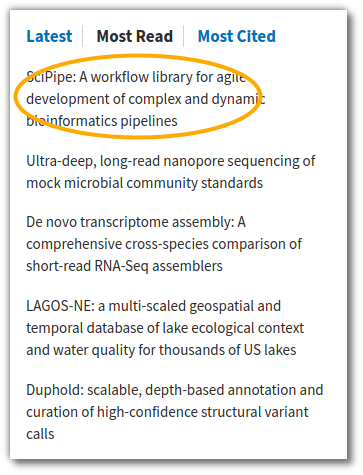 Latest Most Read Most Cited
SciPipe: A workflow library for agile
development of complex and dynamic
bioinformatics pipelines
Ultra-deep, long-read nanopore sequencing of
mock microbial community standards
De novo transcriptome assembly: A
comprehensive cross-species comparison of
short-read RNA-Seq assemblers
LAGOS-NE: a multi-scaled geospatial and
temporal database of lake ecological context
and water quality for thousands of US lakes
Duphold: scalable, depth-based annotation and
curation of high-confidence structural variant
calls